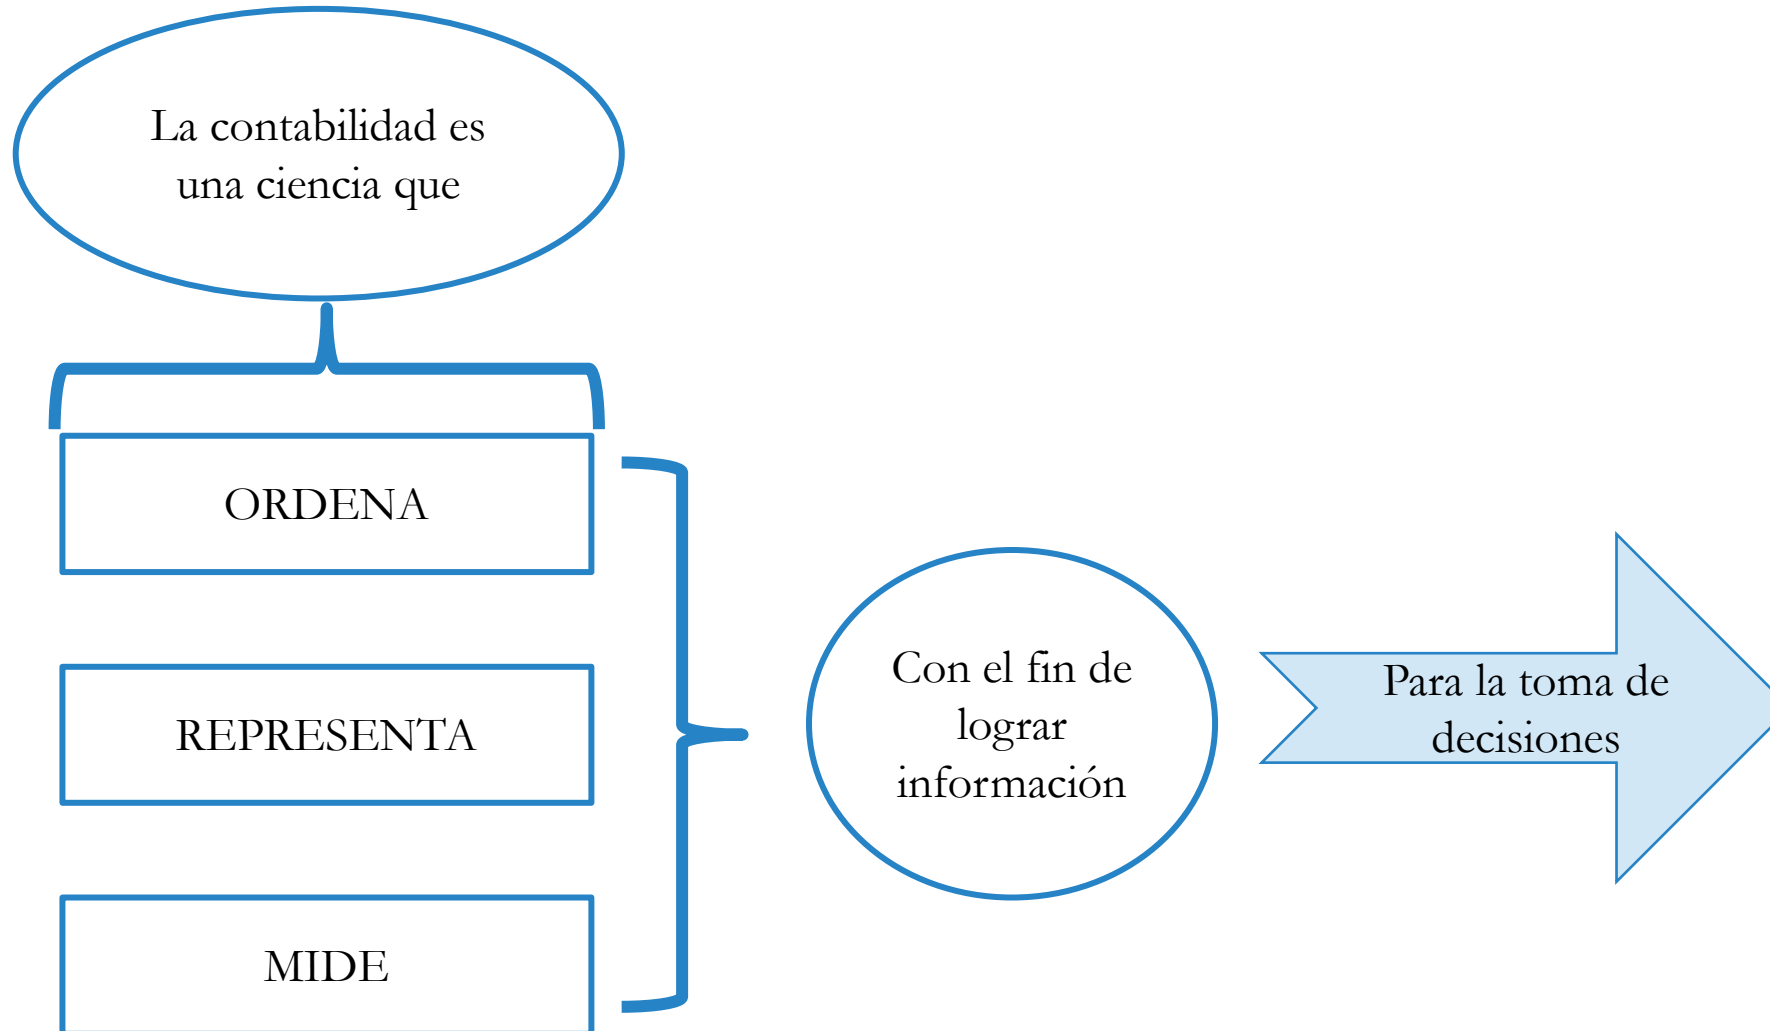 La contabilidad es
una ciencia que
ORDENA
REPRESENTA
MIDE
Con el fin de
lograr
información
Para la toma de
decisiones